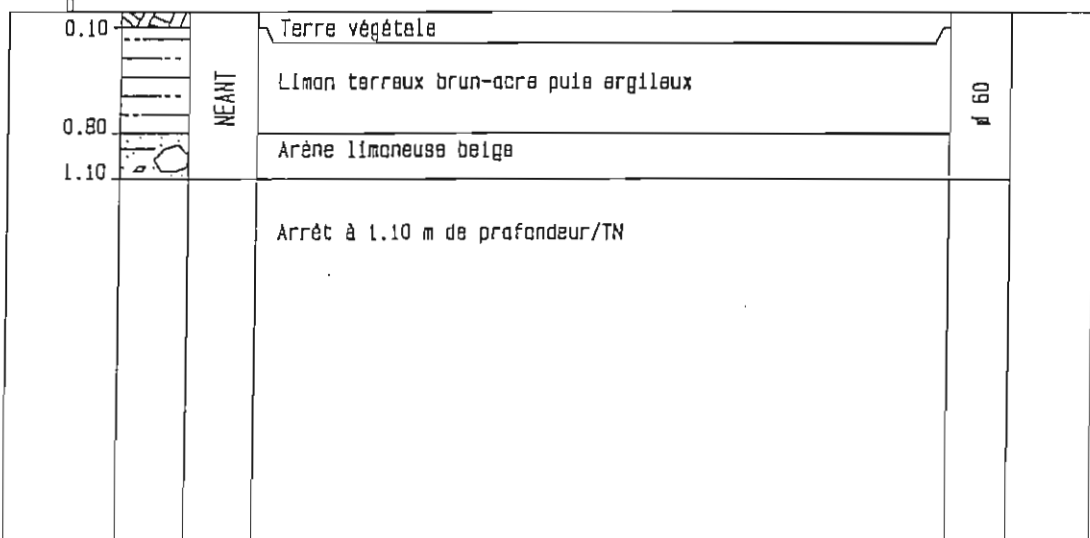 0.10
Terre végétale
NEANT
Limon terreux brun-ocre puis argileux
ø 60
0.80
Arène limoneuse beige
1.10
Arrêt à 1.10 m de profondeur/TN